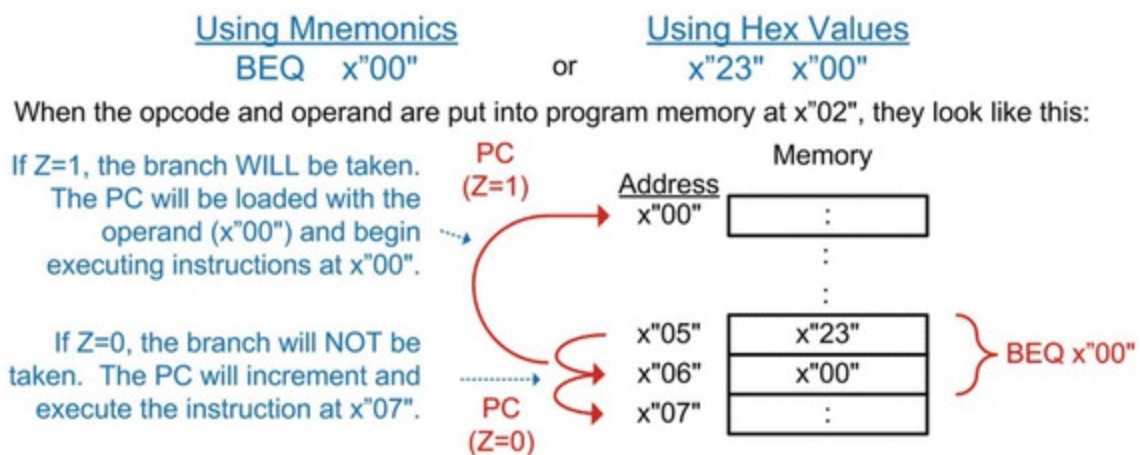 Using Mnemonics
Using Hex Values
BEQ x"00"
or
x"23" x"00"
When the opcode and operand are put into program memory at x"02", they look like this:
If Z=1, the branch WILL be taken.
The PC will be loaded with the
operand (x"00") and begin
executing instructions at x"00".
PC
(Z=1)
Memory
Address
x"00"
:
:
:
If Z=0, the branch will NOT be
taken. The PC will increment and
execute the instruction at x"07".
PC
(Z=0)
x"05" x"23"
x"06" x"00"
x"07" :
BEQ x"00"